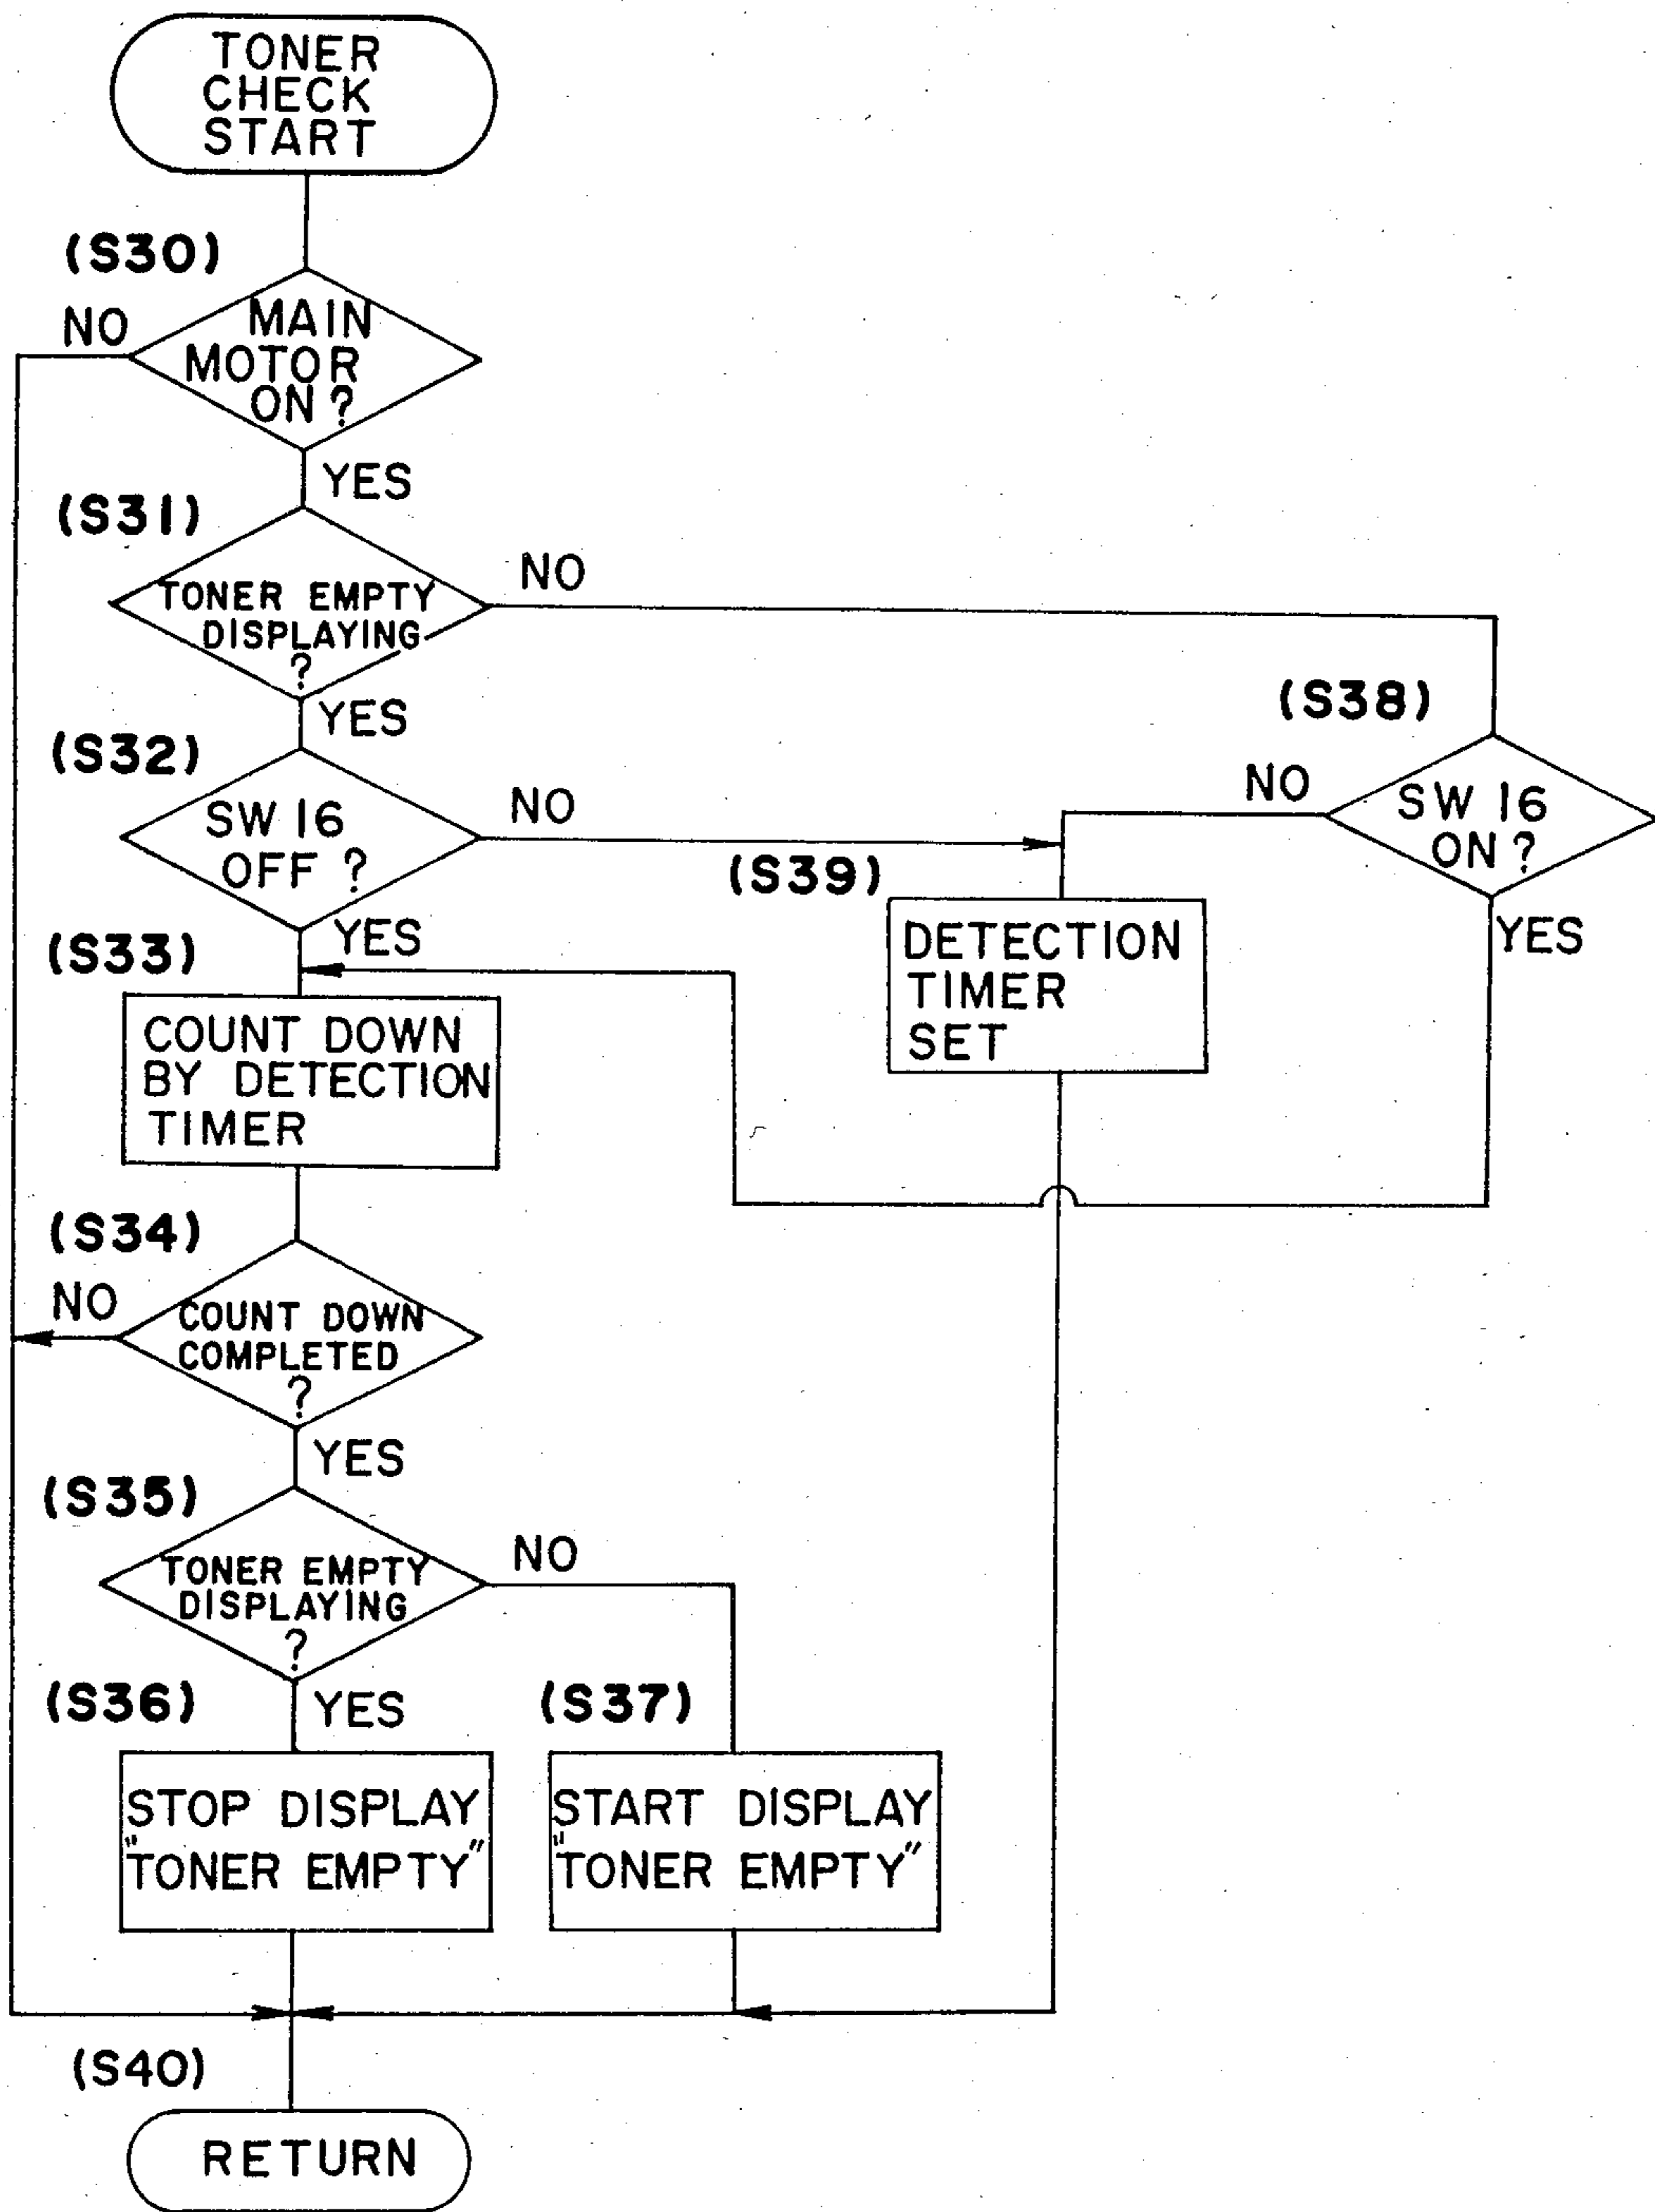 TONER
CHECK
START
(S30)
NO
MAIN
MOTOR
ON ?
YES
(S31)
TONER EMPTY
DISPLAYING
?
NO
YES
(S32)
SW 16
OFF ?
NO
YES
(S38)
NO
SW 16
ON ?
YES
(S39)
DETECTION
TIMER
SET
(S33)
COUNT DOWN
BY DETECTION
TIMER
(S34)
NO
COUNT DOWN
COMPLETED
?
YES
(S35)
TONER EMPTY
DISPLAYING
?
NO
YES
(S36)
STOP DISPLAY
"TONER EMPTY"
(S37)
START DISPLAY
"TONER EMPTY"
(S40)
RETURN